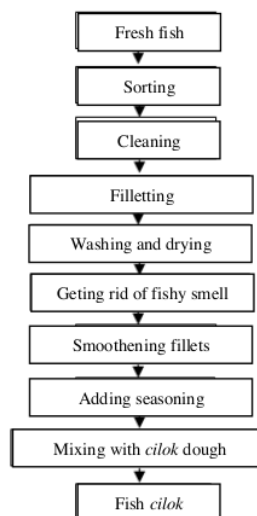 Fresh fish
Sorting
Cleaning
Filletting
Washing and drying
Geting rid of fishy smell
Smoothening fillets
Adding seasoning
Mixing with cilok dough
Fish cilok